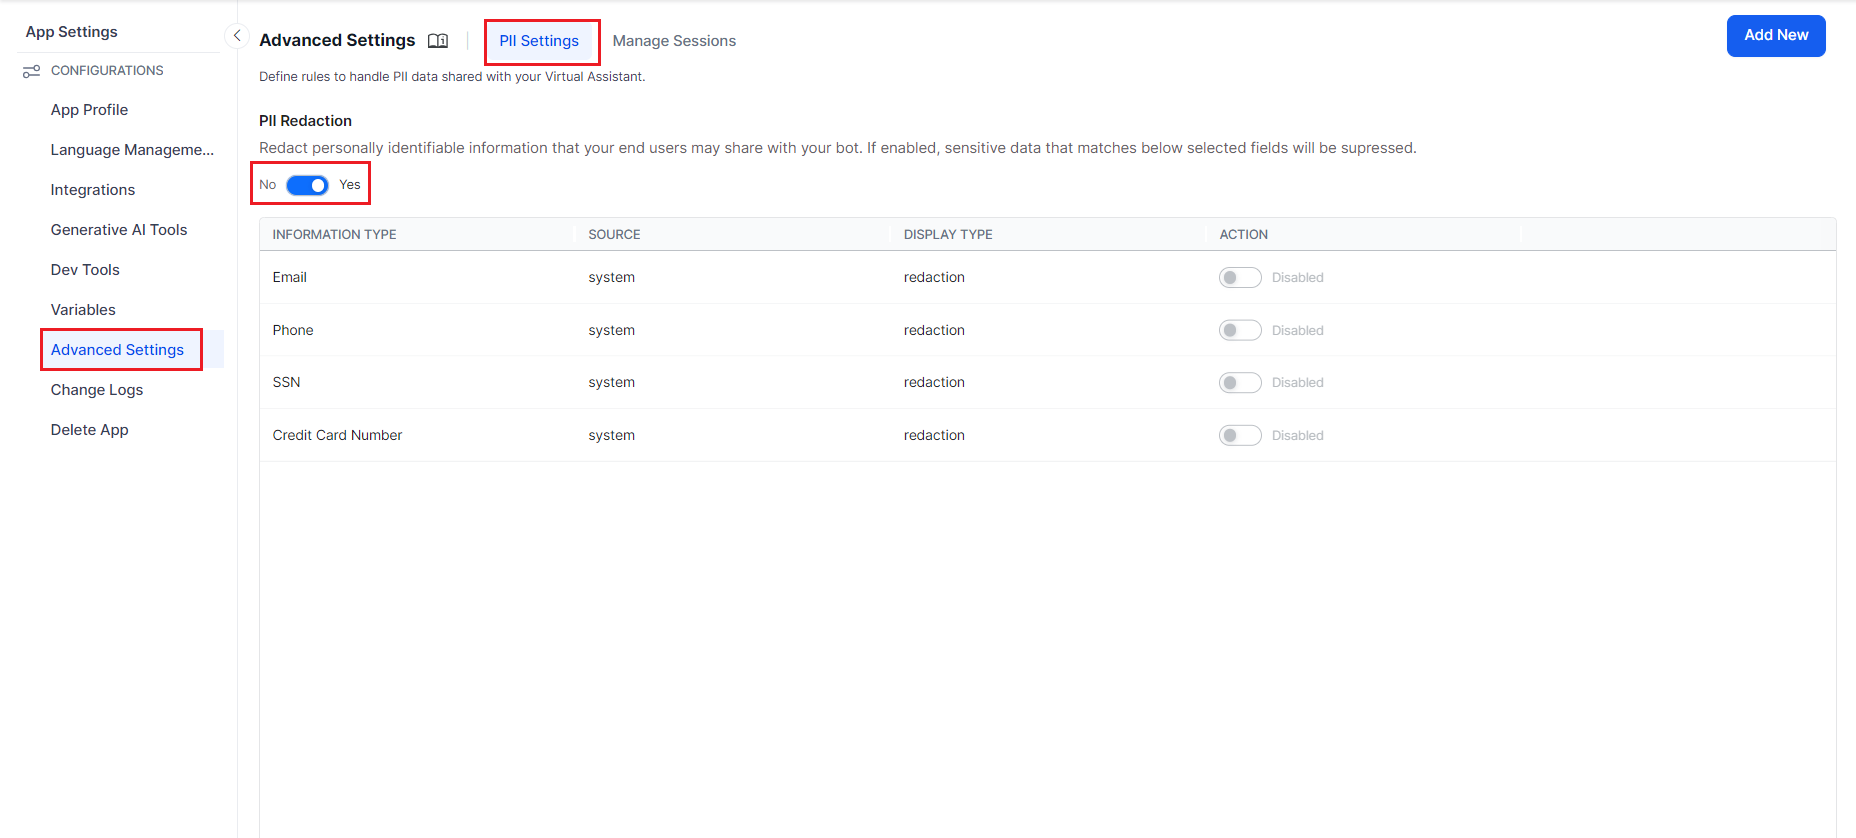 App Settings
CONFIGURATIONS
App Profile
Language Manageme...
Integrations
Generative AI Tools
Dev Tools
Variables
Advanced Settings
Change Logs
Delete App
Advanced Settings
PII Settings
Manage Sessions
Add New
Define rules to handle PII data shared with your Virtual Assistant.
PII Redaction
Redact personally identifiable information that your end users may share with your bot. If enabled, sensitive data that matches below selected fields will be supressed.
No Yes
INFORMATION TYPE SOURCE DISPLAY TYPE ACTION
Email system redaction Disabled
Phone system redaction Disabled
SSN system redaction Disabled
Credit Card Number system redaction Disabled